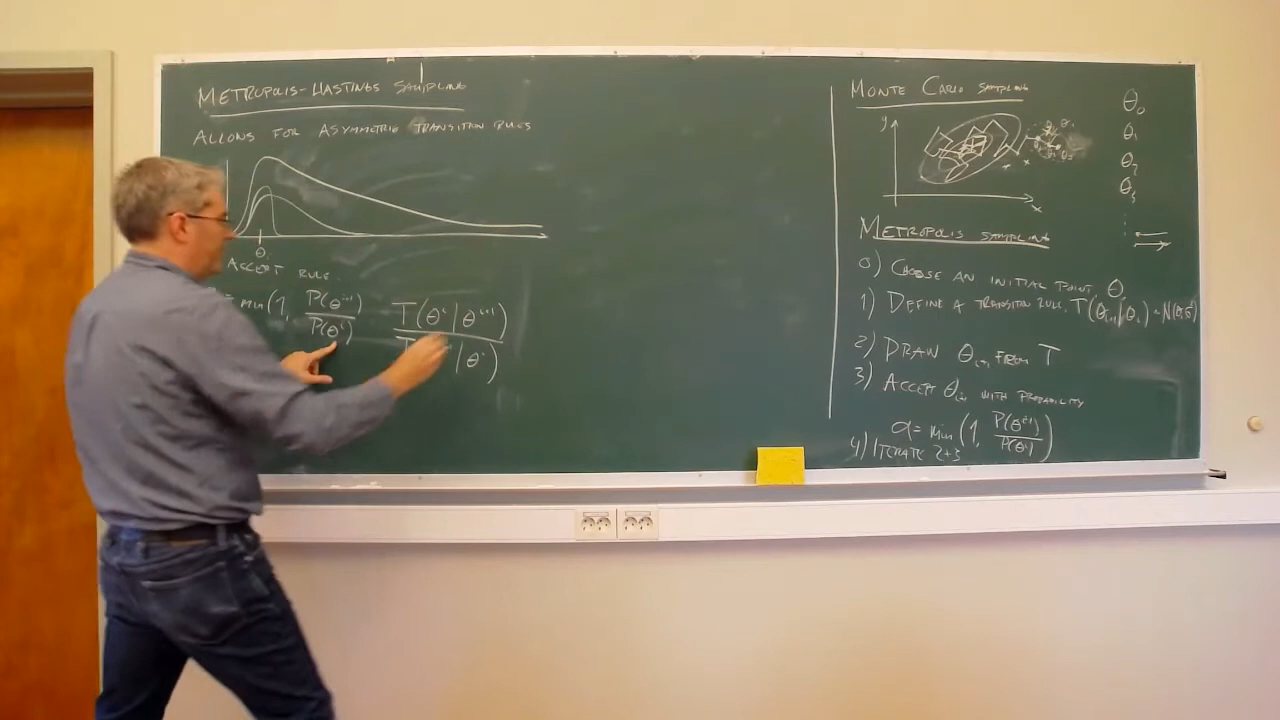 METROPOLIS-HASTINGS SAMPLING
ALLOWS FOR ASYMMETRIC TRANSITION RULES
θᵢ
ACCEPT RULE:
= min(1, P(θⁱ⁺¹)/P(θⁱ) T(θⁱ|θⁱ⁺¹)/T( |θⁱ))
MONTE CARLO SAMPLING
y
x
θ₀
θ₁
θ₂
θ₃
METROPOLIS SAMPLING
0) CHOOSE AN INITIAL POINT, θ
1) DEFINE A TRANSITION RULE, T(θᵢ₊₁|θᵢ) ~ N(θᵢ,σ²)
2) DRAW θᵢ₊₁ FROM T
3) ACCEPT θᵢ₊₁ WITH PROBABILITY
α = min(1, P(θⁱ⁺¹)/P(θⁱ))
4) ITERATE 2+3